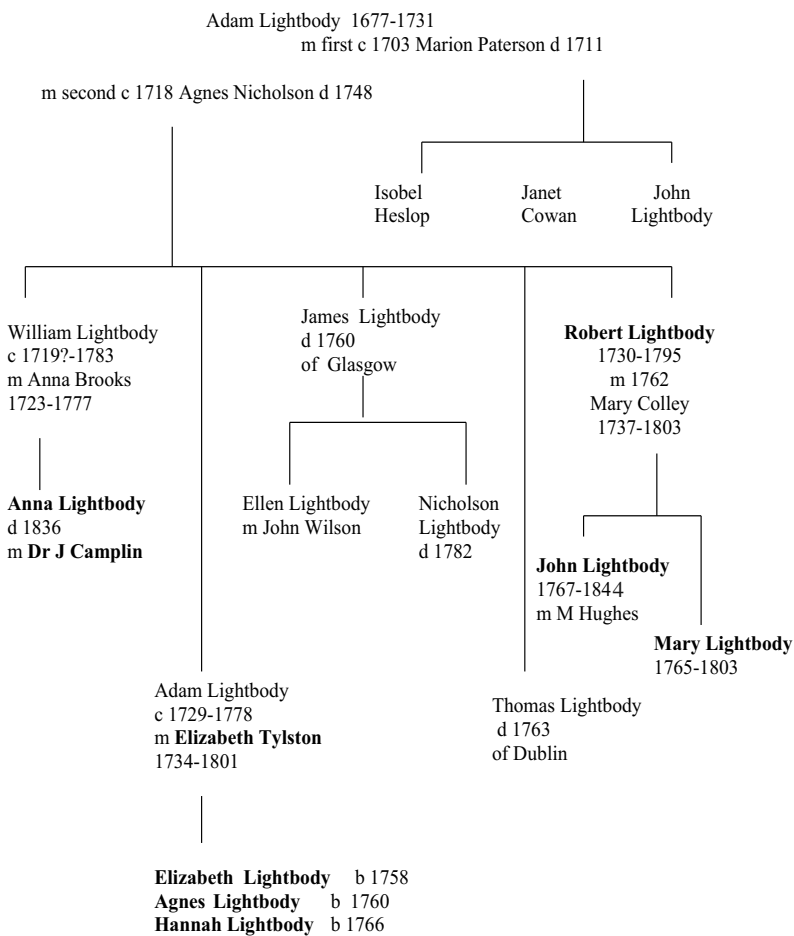 Adam Lightbody 1677-1731
m first c 1703 Marion Paterson d 1711
m second c 1718 Agnes Nicholson d 1748
Isobel
Heslop
Janet
Cowan
John
Lightbody
William Lightbody
c 1719?-1783
m Anna Brooks
1723-1777
James Lightbody
d 1760
of Glasgow
Robert Lightbody
1730-1795
m 1762
Mary Colley
1737-1803
Anna Lightbody
d 1836
m Dr J Camplin
Ellen Lightbody
m John Wilson
Nicholson
Lightbody
d 1782
John Lightbody
1767-1844
m M Hughes
Mary Lightbody
1765-1803
Adam Lightbody
c 1729-1778
m Elizabeth Tylston
1734-1801
Thomas Lightbody
d 1763
of Dublin
Elizabeth Lightbody b 1758
Agnes Lightbody b 1760
Hannah Lightbody b 1766